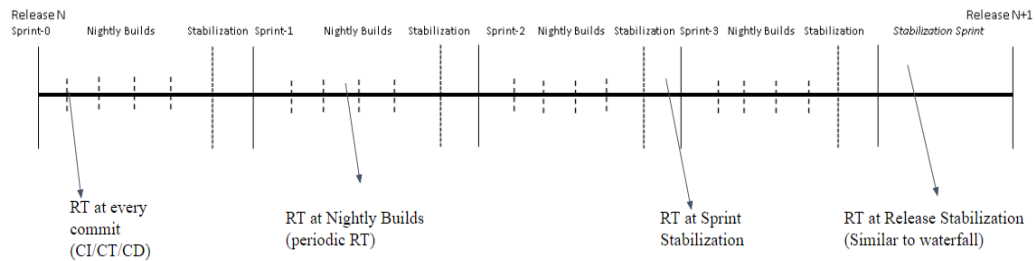 Release N
Release N+1
Sprint-0 Nightly Builds Stabilization Sprint-1 Nightly Builds Stabilization Sprint-2 Nightly Builds Stabilization Sprint-3 Nightly Builds Stabilization Stabilization Sprint
RT at every
commit
(CI/CT/CD)
RT at Nightly Builds
(periodic RT)
RT at Sprint
Stabilization
RT at Release Stabilization
(Similar to waterfall)